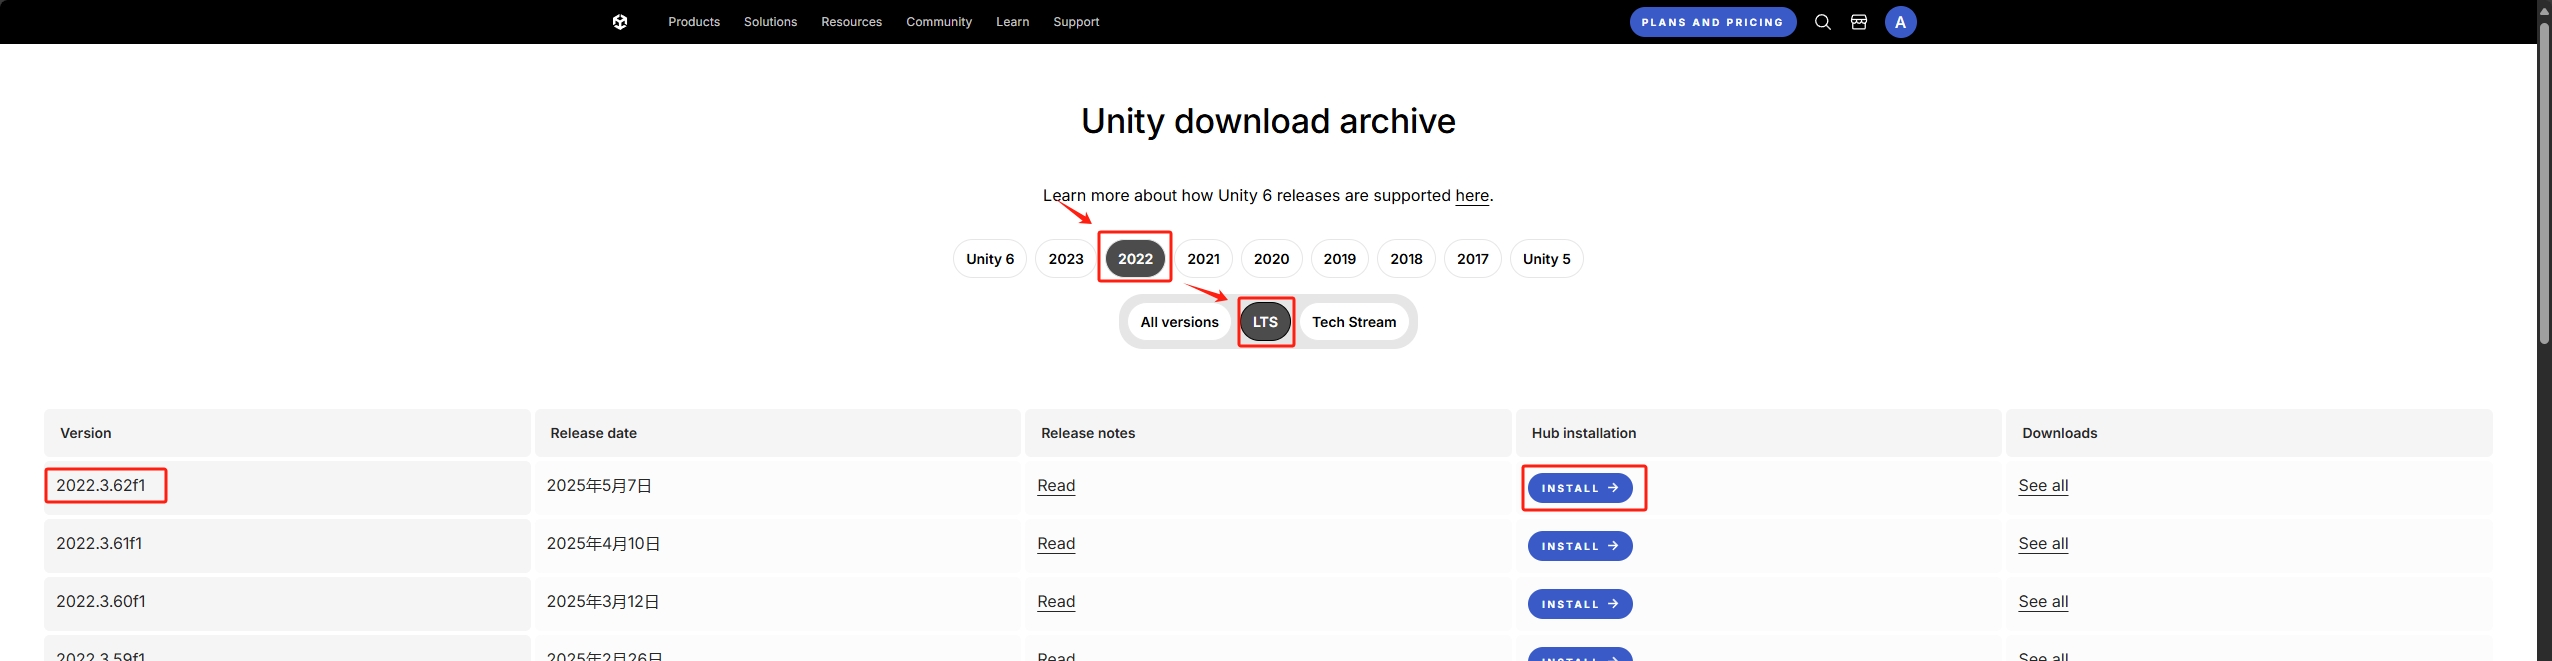 Products Solutions Resources Community Learn Support PLANS AND PRICING A
Unity download archive
Learn more about how Unity 6 releases are supported here.
Unity 6 2023 2022 2021 2020 2019 2018 2017 Unity 5
All versions LTS Tech Stream
Version Release date Release notes Hub installation Downloads
2022.3.62f1 2025年5月7日 Read INSTALL → See all
2022.3.61f1 2025年4月10日 Read INSTALL → See all
2022.3.60f1 2025年3月12日 Read INSTALL → See all
2022.3.59f1 2025年2月26日 Read INSTALL → See all